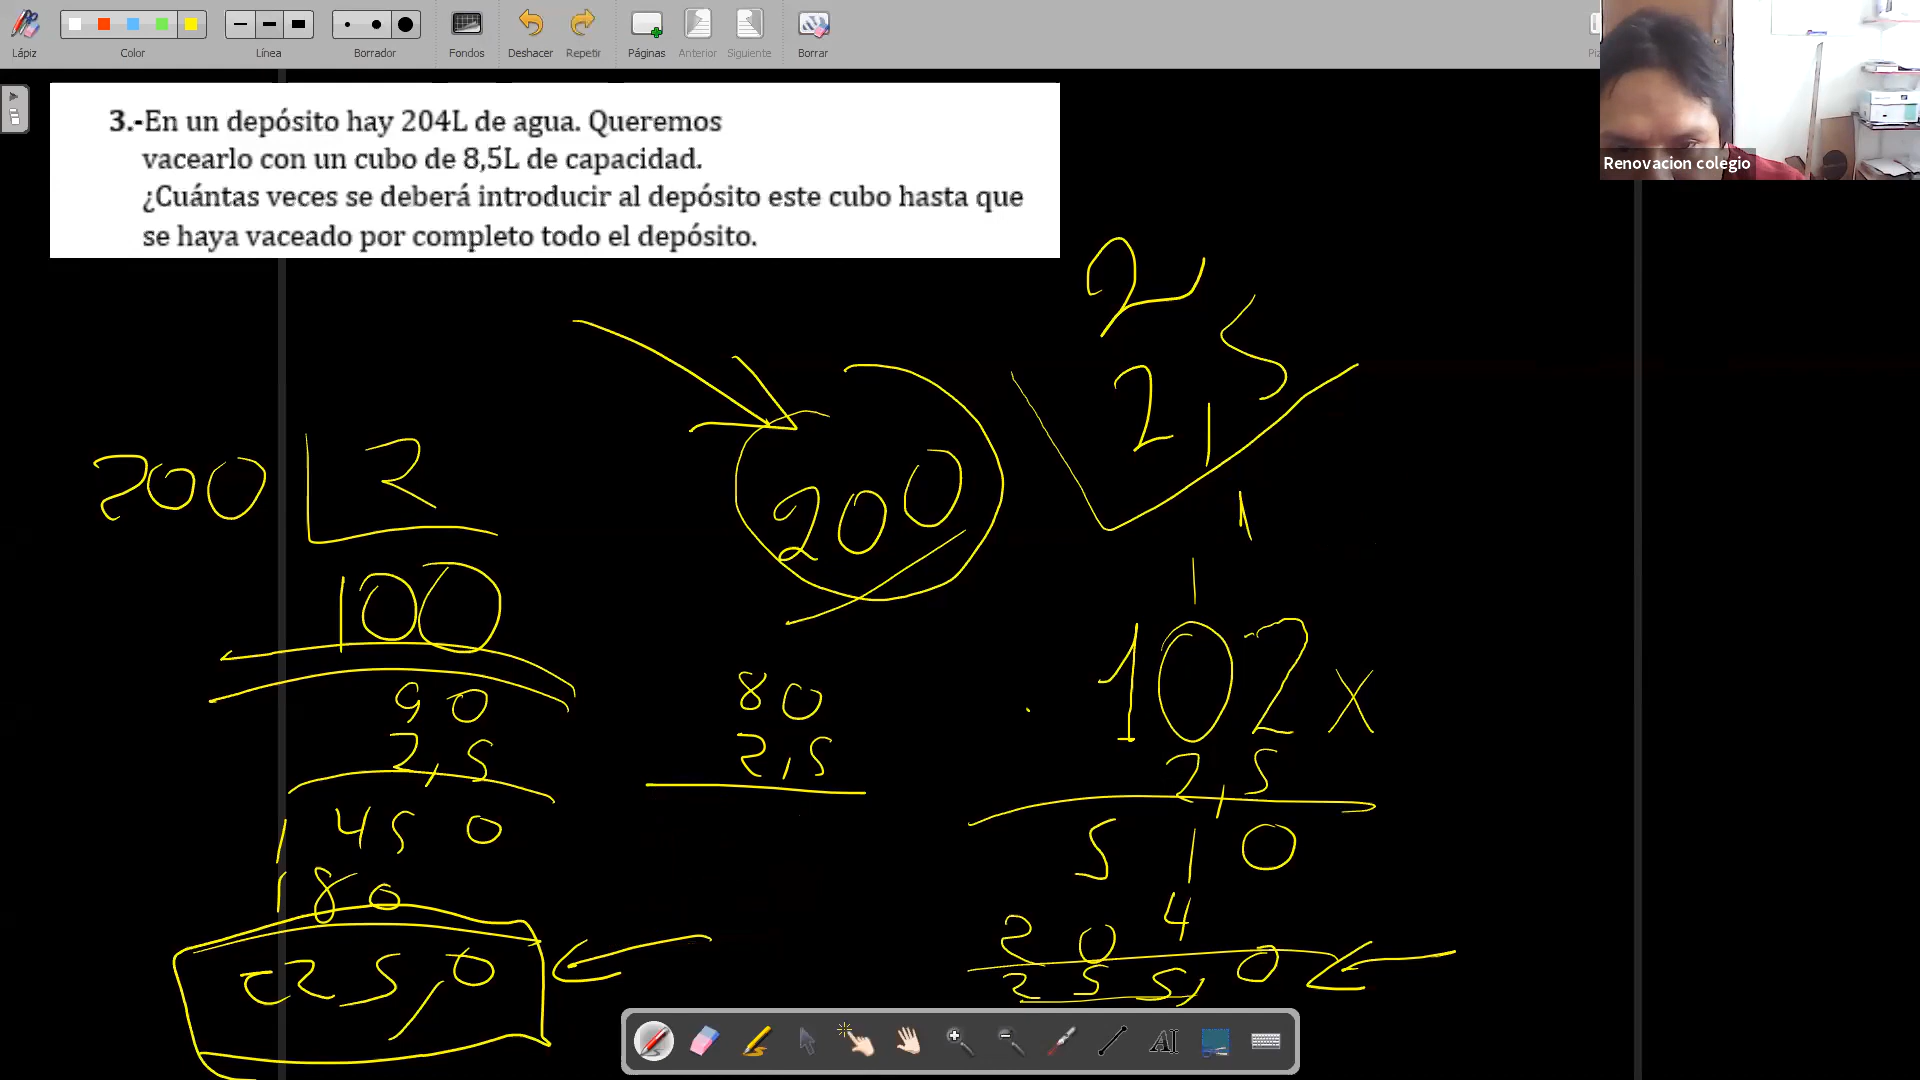 Lápiz
Color
Línea
Borrador
Fondos
Deshacer
Repetir
Páginas
Anterior
Siguiente
Borrar
Renovacion colegio
3.-En un depósito hay 204L de agua. Queremos
vacearlo con un cubo de 8,5L de capacidad.
¿Cuántas veces se deberá introducir al depósito este cubo hasta que
se haya vaceado por completo todo el depósito.
2,5
2,
200 2
100
200
1
1
102 x
2,5
510
204
255,0
90
2,5
450
180
225,0
80
2,5